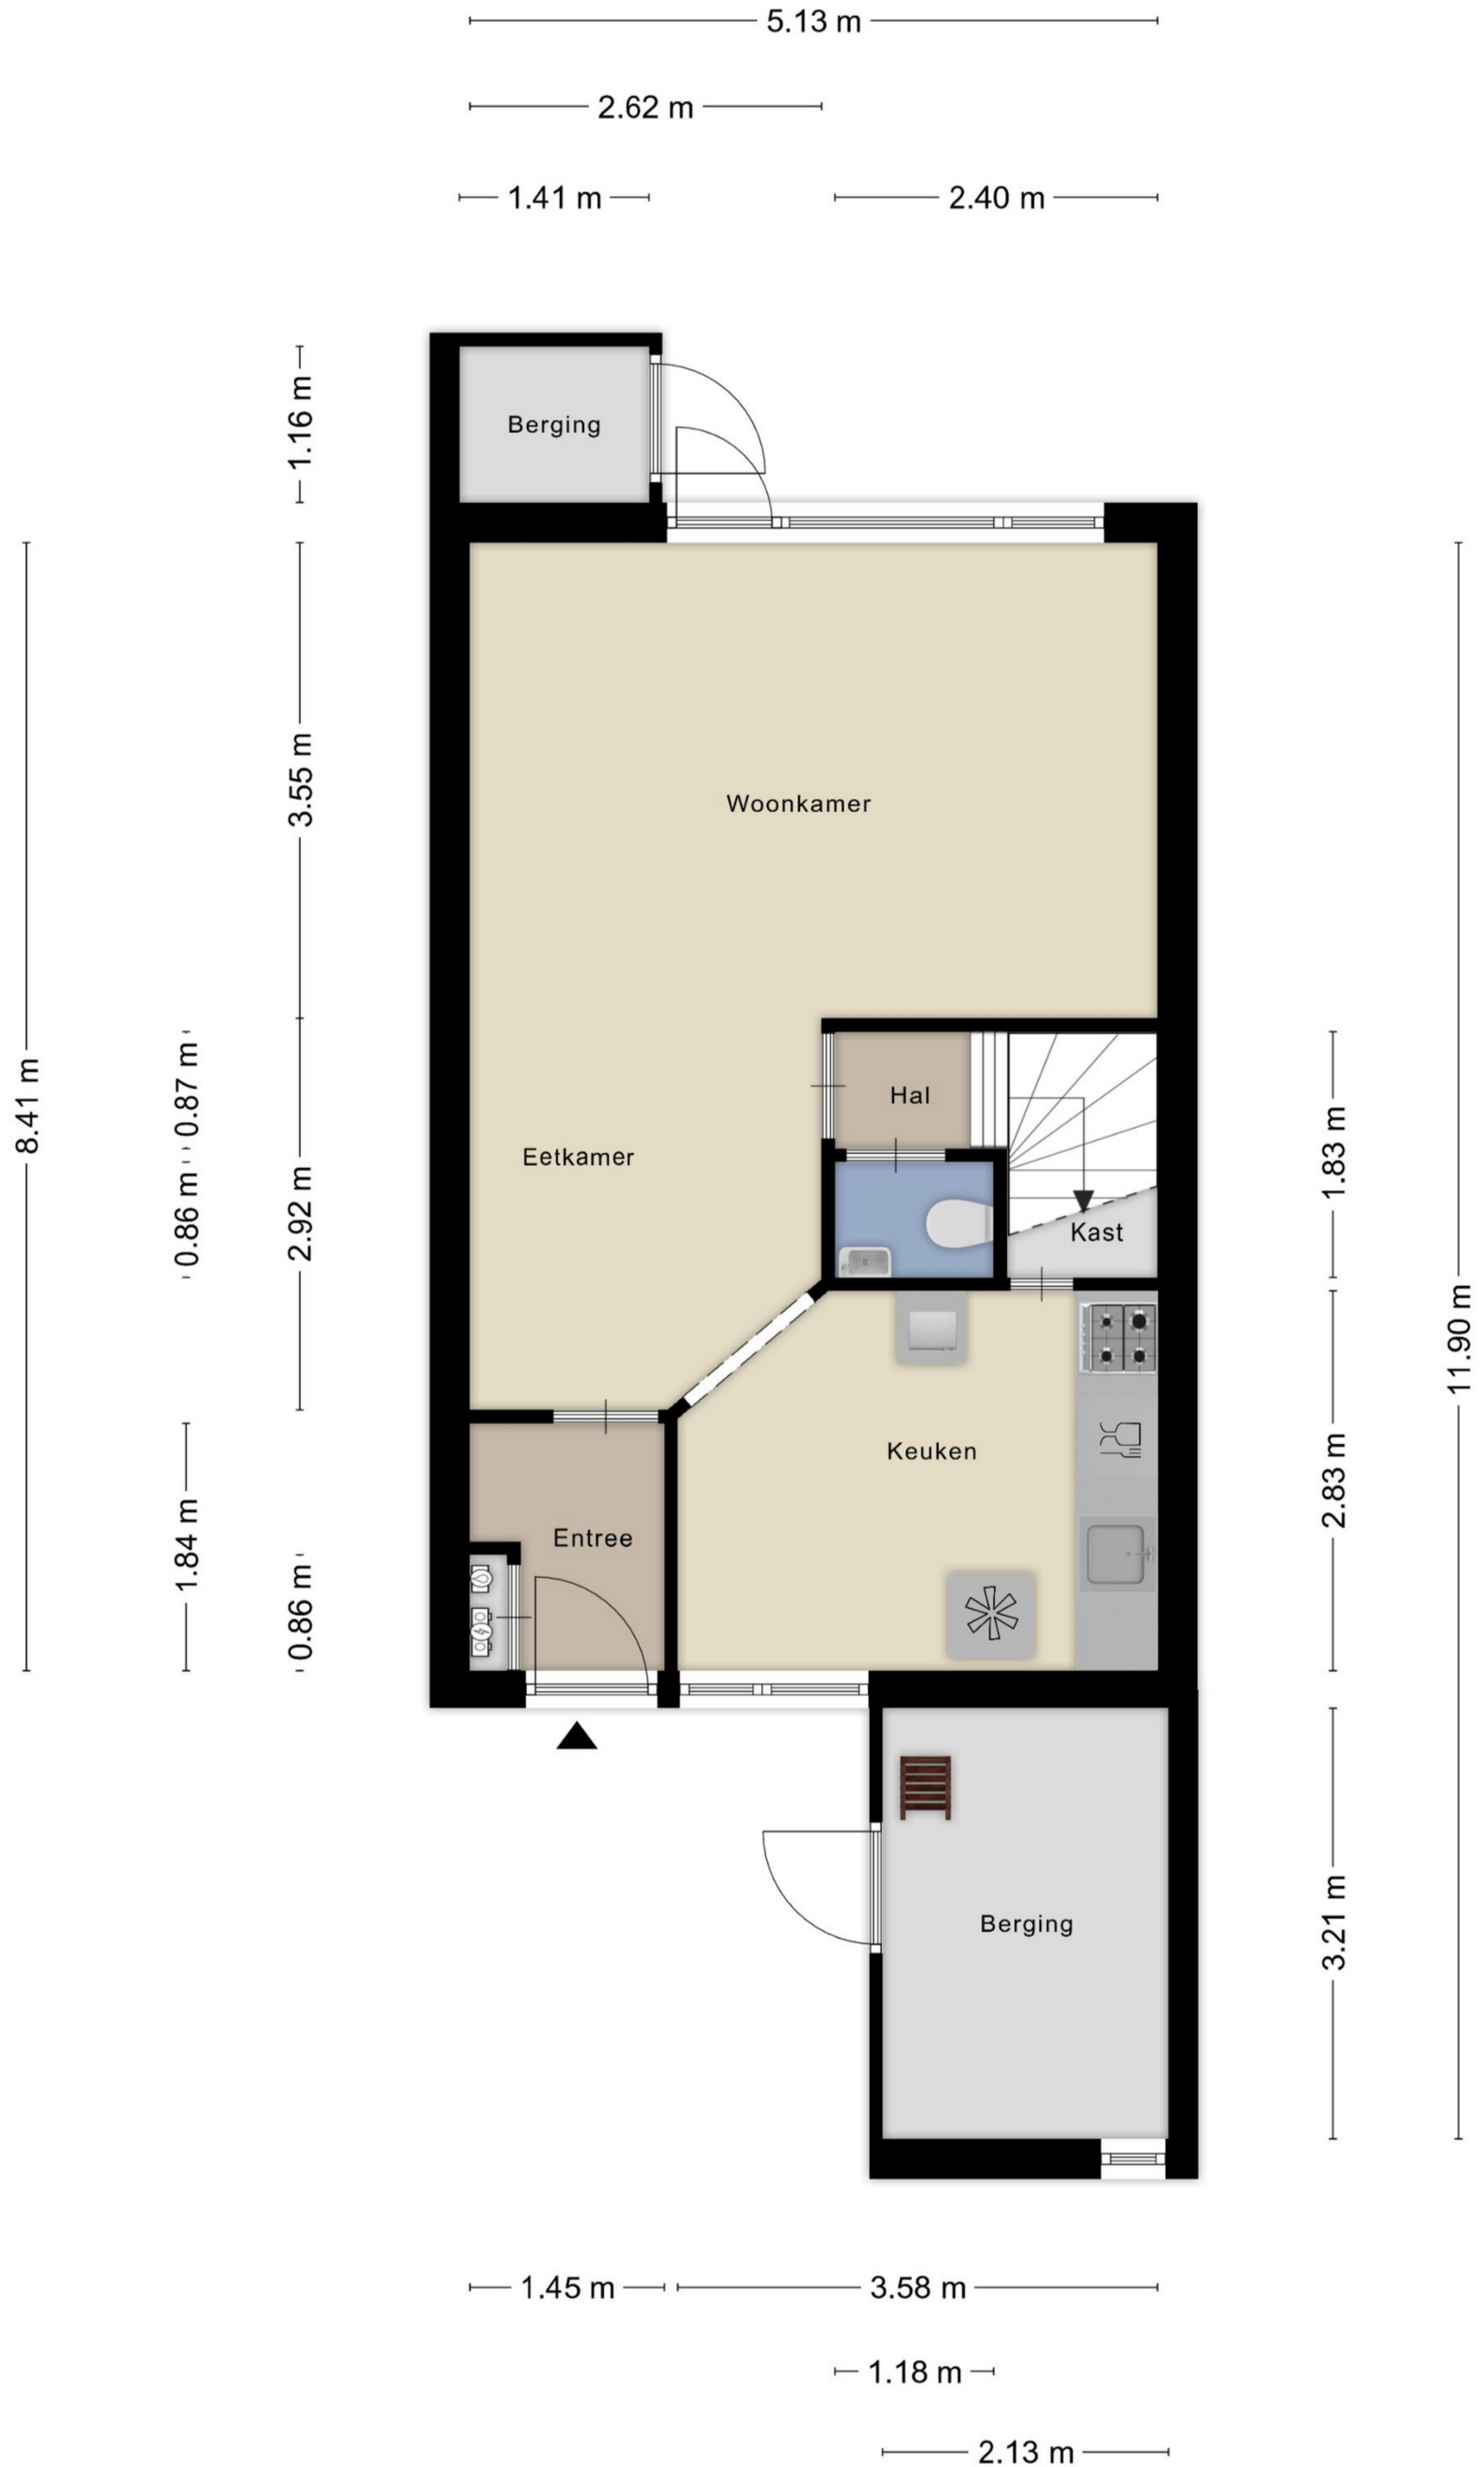 5.13 m
2.62 m
1.41 m
2.40 m
1.16 m
Berging
3.55 m
Woonkamer
8.41 m
0.87 m
0.86 m
2.92 m
Hal
Eetkamer
Kast
1.83 m
11.90 m
Keuken
2.83 m
1.84 m
Entree
0.86 m
Berging
3.21 m
1.45 m
3.58 m
1.18 m
2.13 m